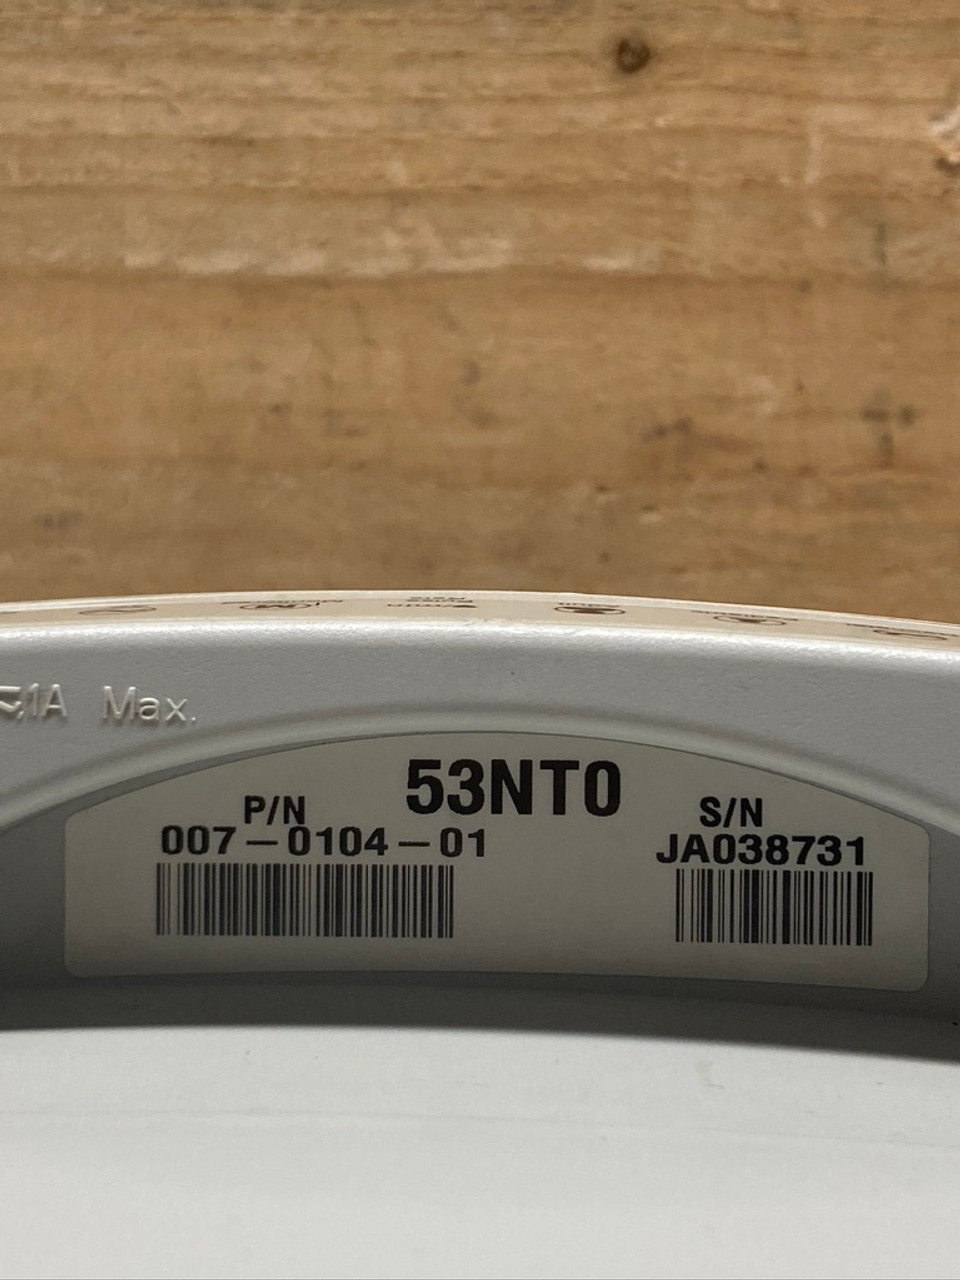 1A Max.
53NT0
P/N
007-0104-01
S/N
JA038731